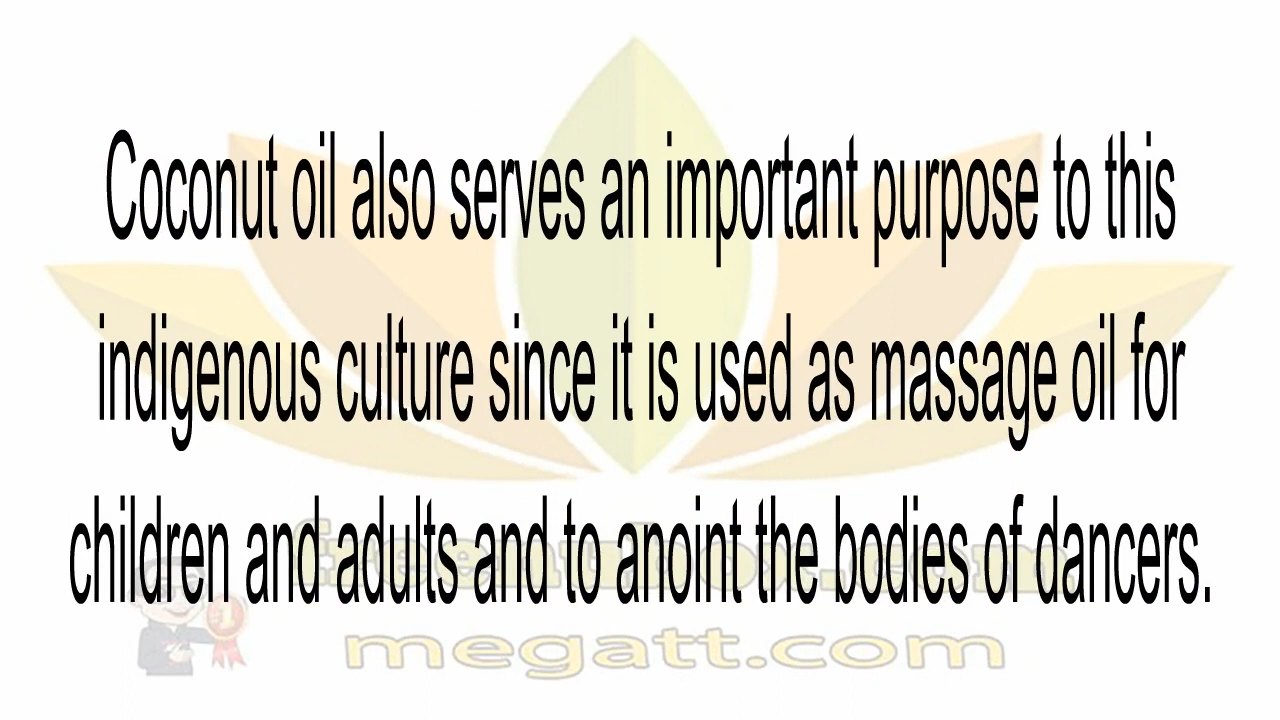 Coconut oil also serves an important purpose to this
indigenous culture since it is used as massage oil for
children and adults and to anoint the bodies of dancers.
1
megatt.com